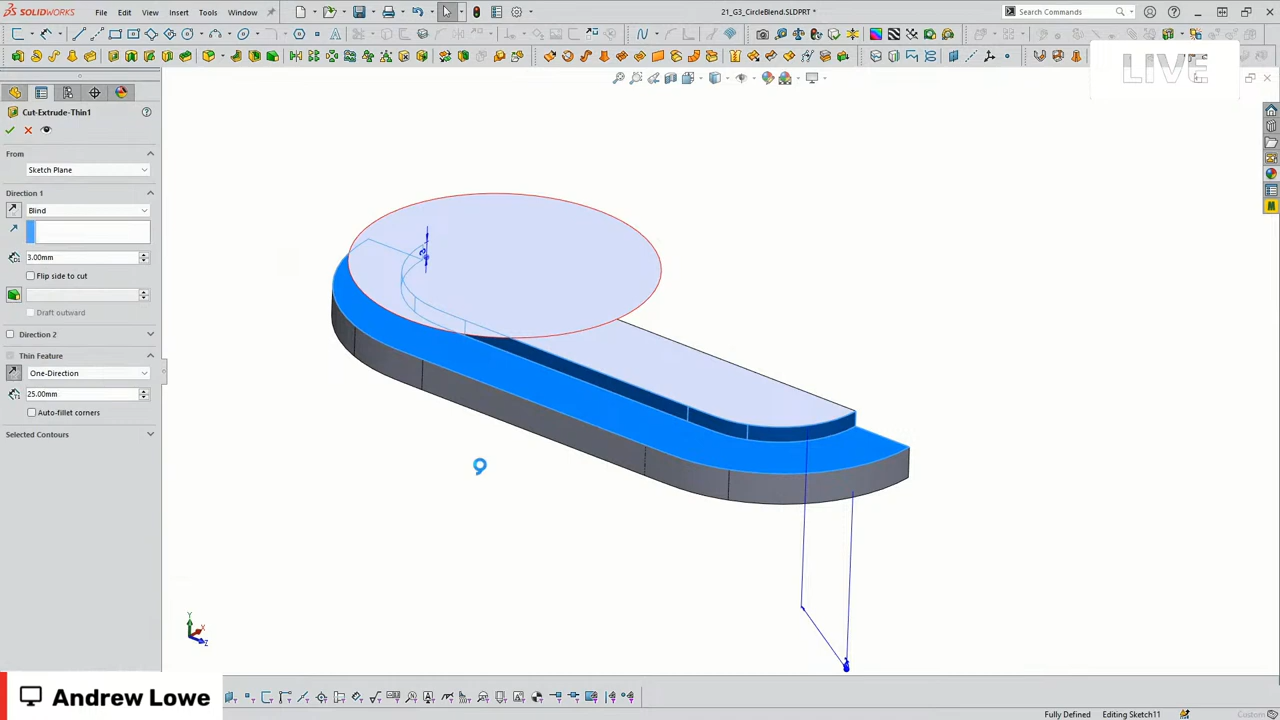 SOLIDWORKS File Edit View Insert Tools Window 21_G3_CircleBlend.SLDPRT * Search Commands
LIVE
Cut-Extrude-Thin1
From
Sketch Plane
Direction 1
Blind
3.00mm
Flip side to cut
Draft outward
Direction 2
Thin Feature
One-Direction
25.00mm
Auto-fillet corners
Selected Contours
Y
X
Z
Andrew Lowe
Fully Defined Editing Sketch11 Custom